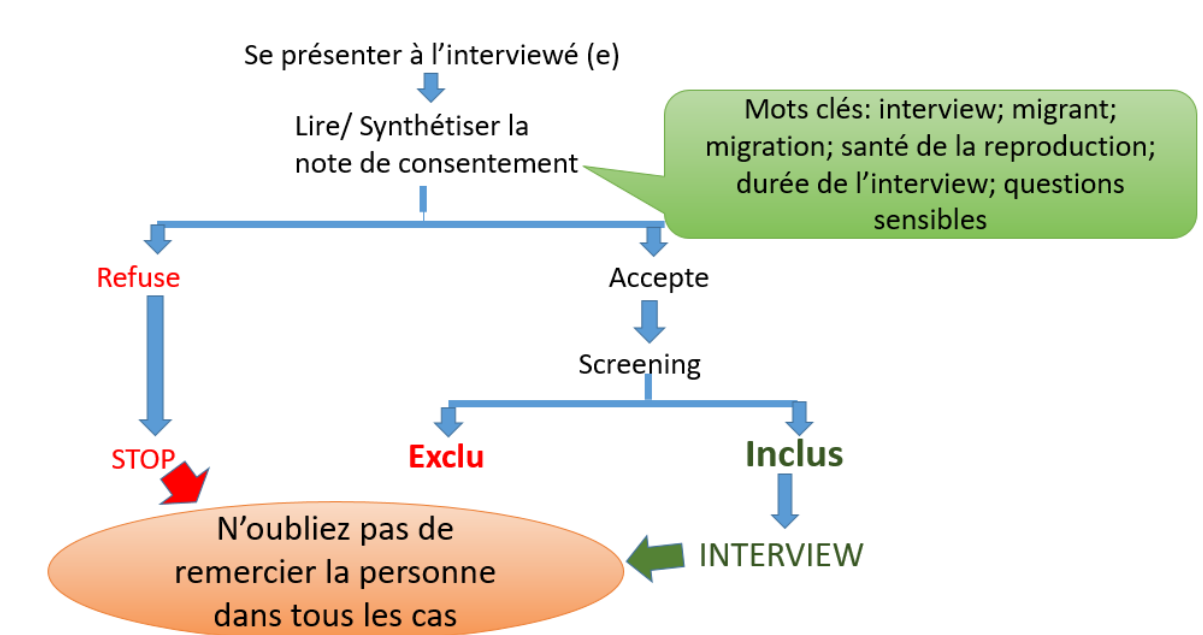 Se présenter à l'interviewé (e)
Lire/ Synthétiser la
note de consentement
Mots clés: interview; migrant;
migration; santé de la reproduction;
durée de l'interview; questions
sensibles
Refuse
Accepte
Screening
STOP
Exclu
Inclus
INTERVIEW
N'oubliez pas de
remercier la personne
dans tous les cas